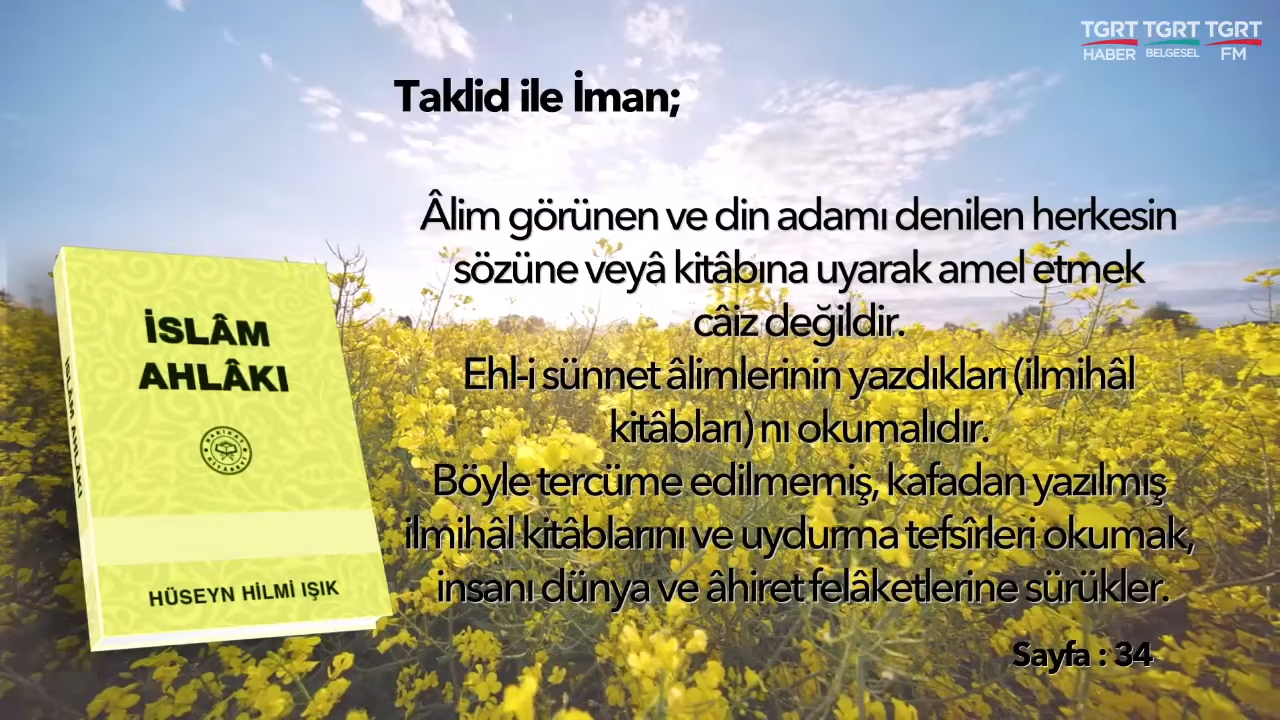 TGRT TGRT TGRT
HABER BELGESEL FM
Taklid ile İman;
Âlim görünen ve din adamı denilen herkesin
sözüne veyâ kitâbına uyarak amel etmek
câiz değildir.
Ehl-i sünnet âlimlerinin yazdıkları (ilmihâl
kitâbları) nı okumalıdır.
Böyle tercüme edilmemiş, kafadan yazılmış
ilmihâl kitâblarını ve uydurma tefsîrleri okumak,
insanı dünya ve âhiret felâketlerine sürükler.
Sayfa : 34
İSLÂM
AHLÂKI
HÜSEYN HİLMİ IŞIK
İSLÂM AHLÂKI